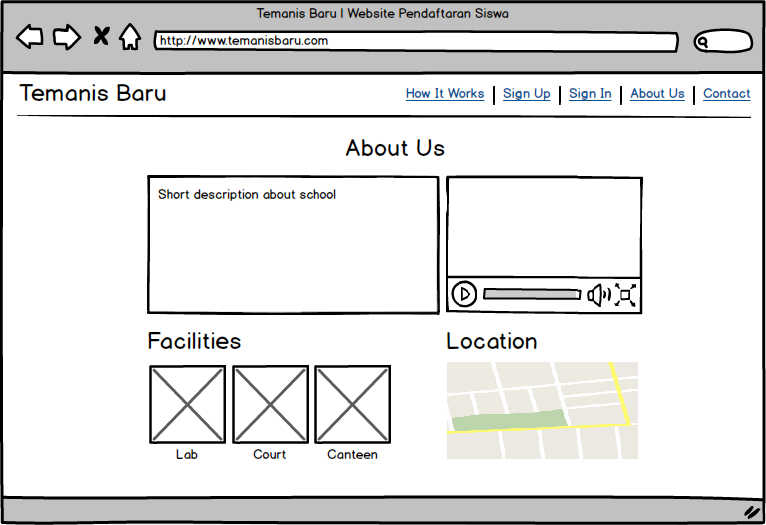 Temanis Baru | Website Pendaftaran Siswa
http://www.temanisbaru.com
Temanis Baru
How It Works | Sign Up | Sign In | About Us | Contact
About Us
Short description about school
Facilities
Location
Lab
Court
Canteen